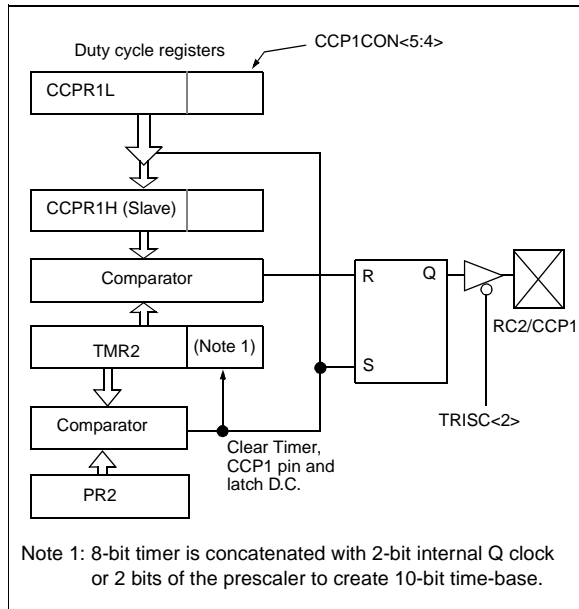 Duty cycle registers
CCP1CON<5:4>
CCPR1L
CCPR1H (Slave)
Comparator
R
Q
RC2/CCP1
TMR2
(Note 1)
S
TRISC<2>
Comparator
Clear Timer,
CCP1 pin and
latch D.C.
PR2
Note 1: 8-bit timer is concatenated with 2-bit internal Q clock
or 2 bits of the prescaler to create 10-bit time-base.